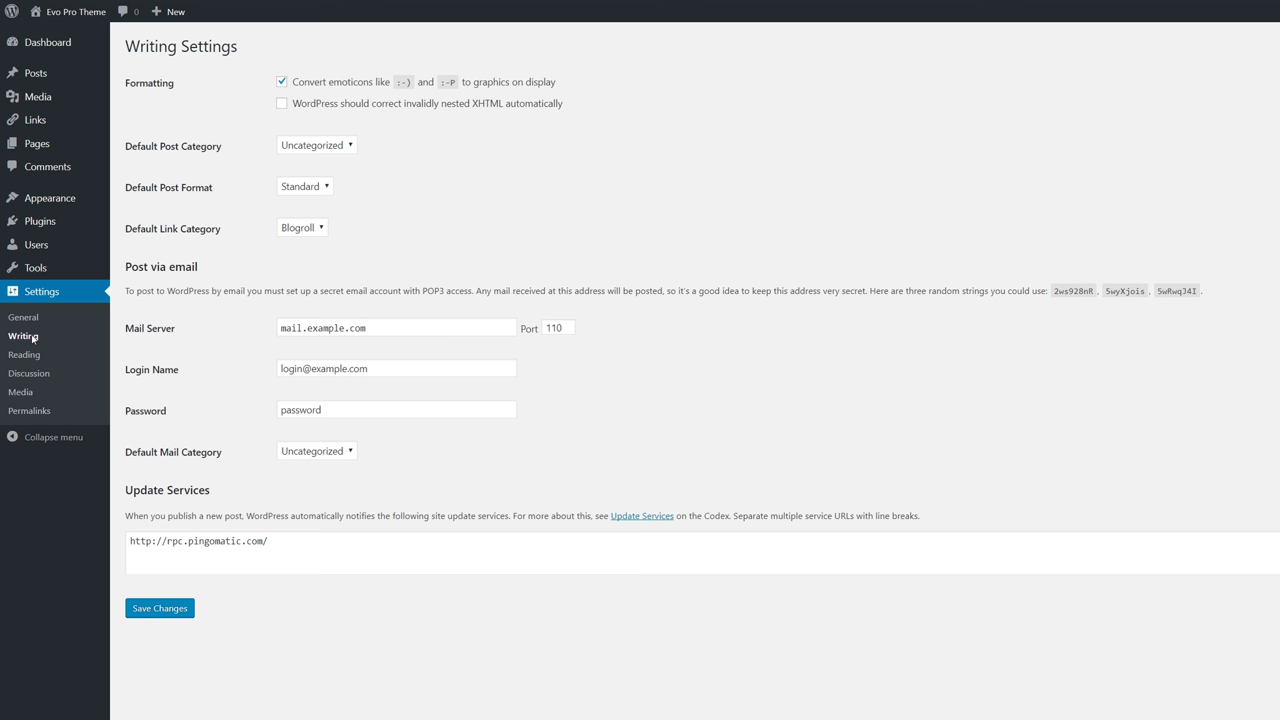 Evo Pro Theme 0 New
Dashboard
Posts
Media
Links
Pages
Comments
Appearance
Plugins
Users
Tools
Settings
General
Writing
Reading
Discussion
Media
Permalinks
Collapse menu
Writing Settings
Formatting
Convert emoticons like :-) and :-P to graphics on display
WordPress should correct invalidly nested XHTML automatically
Default Post Category Uncategorized
Default Post Format Standard
Default Link Category Blogroll
Post via email
To post to WordPress by email you must set up a secret email account with POP3 access. Any mail received at this address will be posted, so it's a good idea to keep this address very secret. Here are three random strings you could use: 2ws928nR, 5wyXjois, 5wRwqJ4I.
Mail Server mail.example.com Port 110
Login Name login@example.com
Password password
Default Mail Category Uncategorized
Update Services
When you publish a new post, WordPress automatically notifies the following site update services. For more about this, see Update Services on the Codex. Separate multiple service URLs with line breaks.
http://rpc.pingomatic.com/
Save Changes